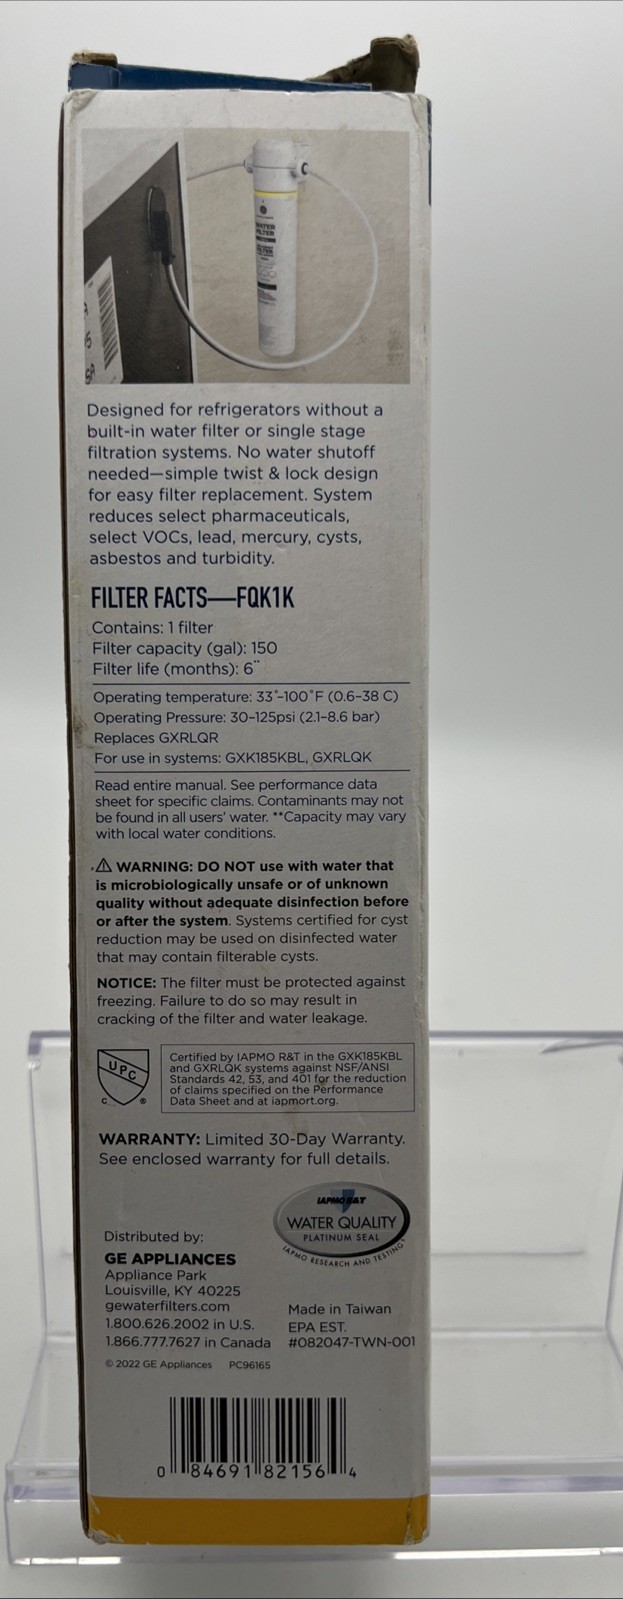 WATER
FILTER
Designed for refrigerators without a
built-in water filter or single stage
filtration systems. No water shutoff
needed—simple twist & lock design
for easy filter replacement. System
reduces select pharmaceuticals,
select VOCs, lead, mercury, cysts,
asbestos and turbidity.
FILTER FACTS—FQK1K
Contains: 1 filter
Filter capacity (gal): 150
Filter life (months): 6**
Operating temperature: 33˚–100˚F (0.6–38 C)
Operating Pressure: 30–125psi (2.1–8.6 bar)
Replaces GXRLQR
For use in systems: GXK185KBL, GXRLQK
Read entire manual. See performance data
sheet for specific claims. Contaminants may not
be found in all users' water. **Capacity may vary
with local water conditions.
⚠ WARNING: DO NOT use with water that
is microbiologically unsafe or of unknown
quality without adequate disinfection before
or after the system. Systems certified for cyst
reduction may be used on disinfected water
that may contain filterable cysts.
NOTICE: The filter must be protected against
freezing. Failure to do so may result in
cracking of the filter and water leakage.
UPC
C ®
Certified by IAPMO R&T in the GXK185KBL
and GXRLQK systems against NSF/ANSI
Standards 42, 53, and 401 for the reduction
of claims specified on the Performance
Data Sheet and at iapmort.org.
WARRANTY: Limited 30-Day Warranty.
See enclosed warranty for full details.
IAPMO R&T
WATER QUALITY
PLATINUM SEAL
IAPMO RESEARCH AND TESTING
Distributed by:
GE APPLIANCES
Appliance Park
Louisville, KY 40225
gewaterfilters.com
1.800.626.2002 in U.S.
1.866.777.7627 in Canada
Made in Taiwan
EPA EST.
#082047-TWN-001
© 2022 GE Appliances PC96165
0 84691 82156 4